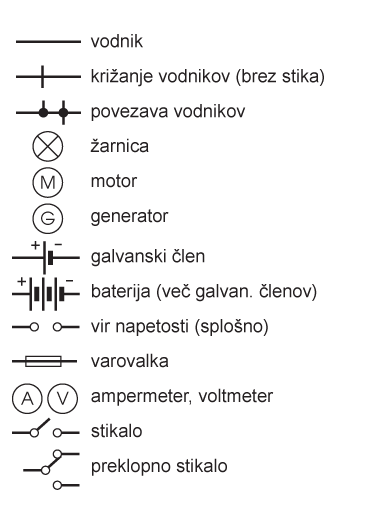 vodnik
križanje vodnikov (brez stika)
povezava vodnikov
žarnica
M motor
G generator
+ − galvanski člen
+ − baterija (več galvan. členov)
vir napetosti (splošno)
varovalka
A V ampermeter, voltmeter
stikalo
preklopno stikalo